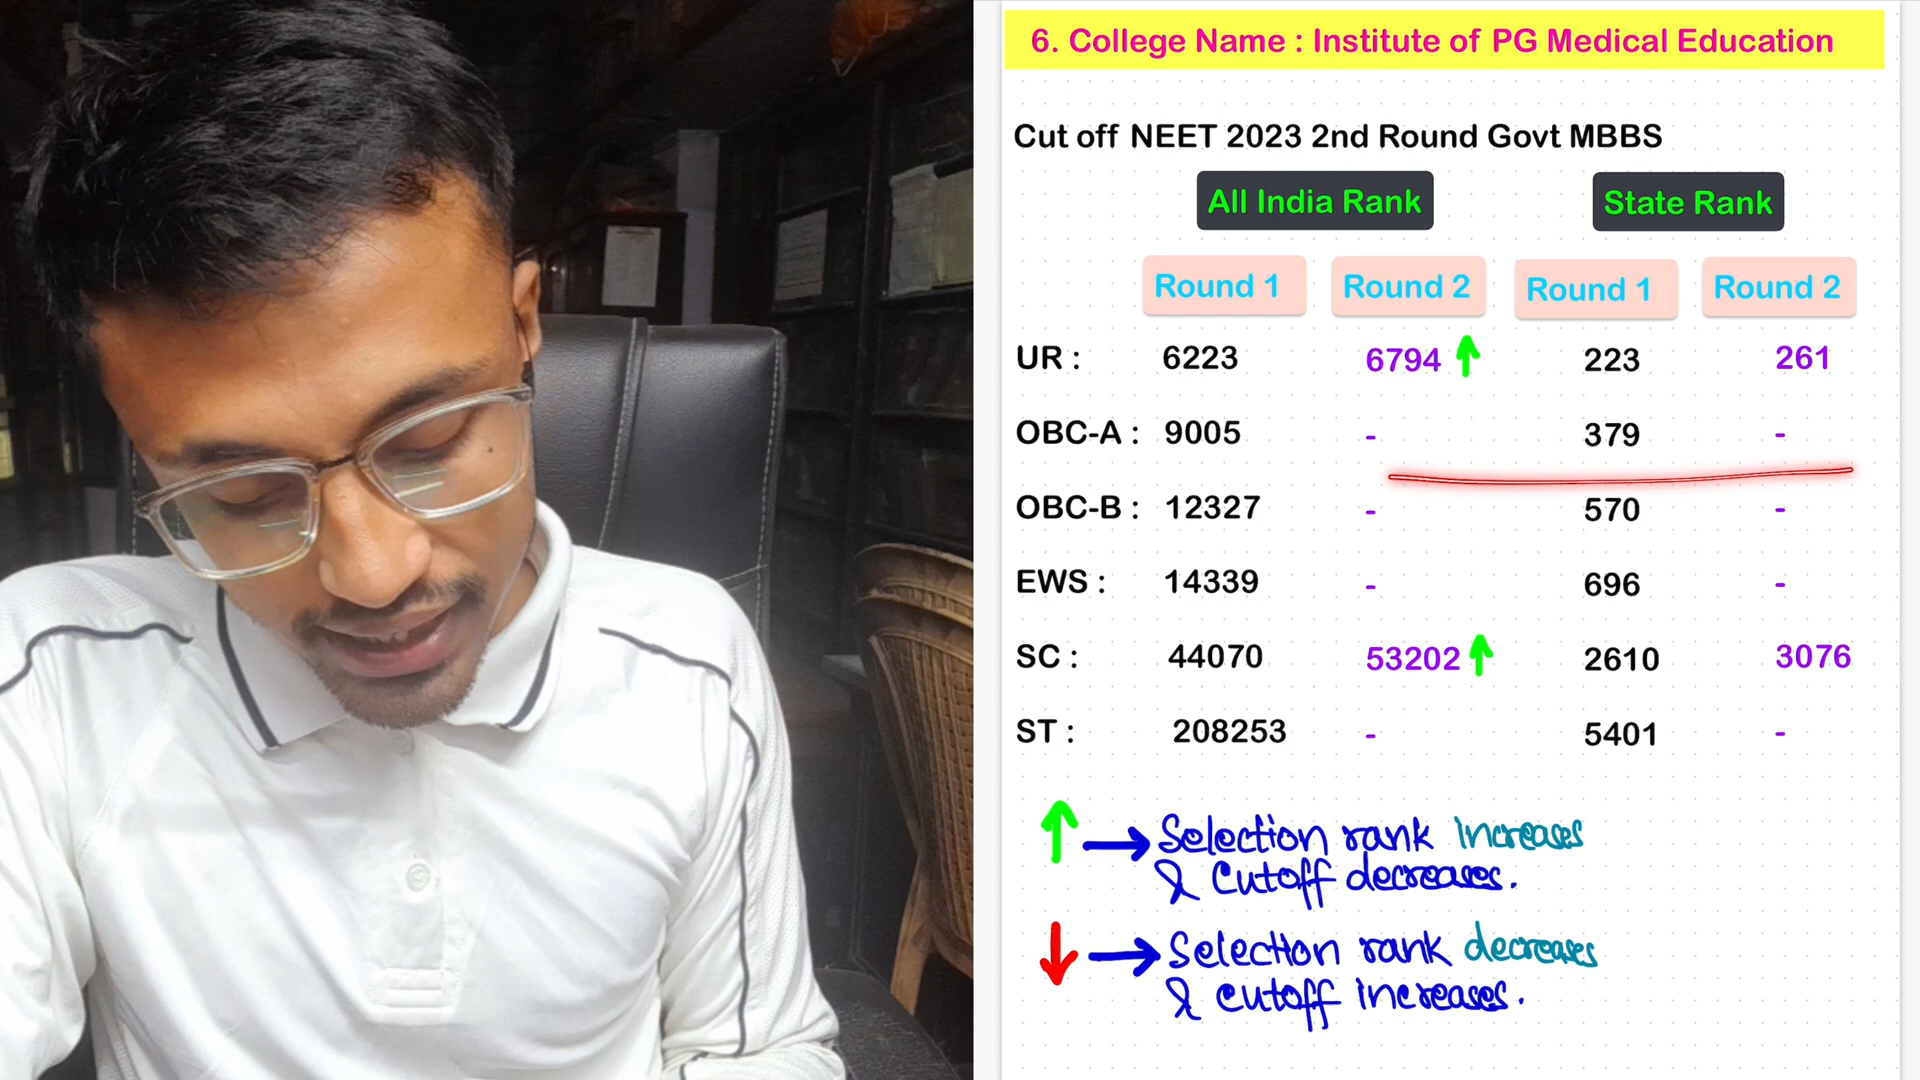 6. College Name : Institute of PG Medical Education
Cut off NEET 2023 2nd Round Govt MBBS
All India Rank State Rank
Round 1 Round 2 Round 1 Round 2
UR : 6223 6794 223 261
OBC-A : 9005 - 379 -
OBC-B : 12327 - 570 -
EWS : 14339 - 696 -
SC : 44070 53202 2610 3076
ST : 208253 - 5401 -
Selection rank increases
& Cutoff decreases.
Selection rank decreases
& cutoff increases.